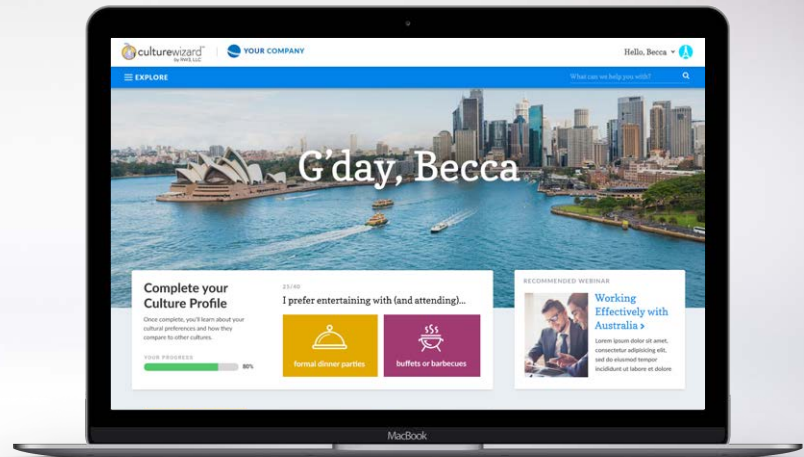 culturewizard™
by RW3, LLC
YOUR COMPANY
Hello, Becca
EXPLORE
What can we help you with?
G'day, Becca
Complete your
Culture Profile
Once complete, you'll learn about your
cultural preferences and how they
compare to other cultures.
YOUR PROGRESS
80%
25/40
I prefer entertaining with (and attending)...
formal dinner parties
buffets or barbecues
RECOMMENDED WEBINAR
Working
Effectively with
Australia >
Lorem ipsum dolor sit amet,
consectetur adipisicing elit,
sed do eiusmod tempor
incididunt ut labore et dolore
MacBook